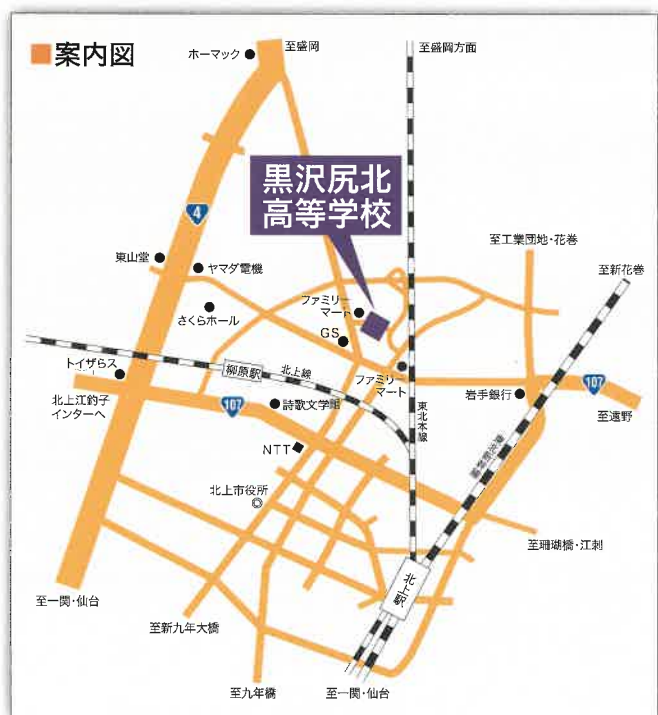 ■案内図
ホーマック
至盛岡
至盛岡方面
黒沢尻北
高等学校
4
至工業団地・花巻
東山堂
ヤマダ電機
至新花巻
さくらホール
ファミリー
マート
GS
トイザらス
柳原駅
北上線
ファミリー
マート
107
北上江釣子
インターへ
107
詩歌文学館
岩手銀行
至遠野
東北本線
東北新幹線
NTT
北上市役所
至珊瑚橋・江刺
北上駅
至一関・仙台
至新九年大橋
至九年橋
至一関・仙台